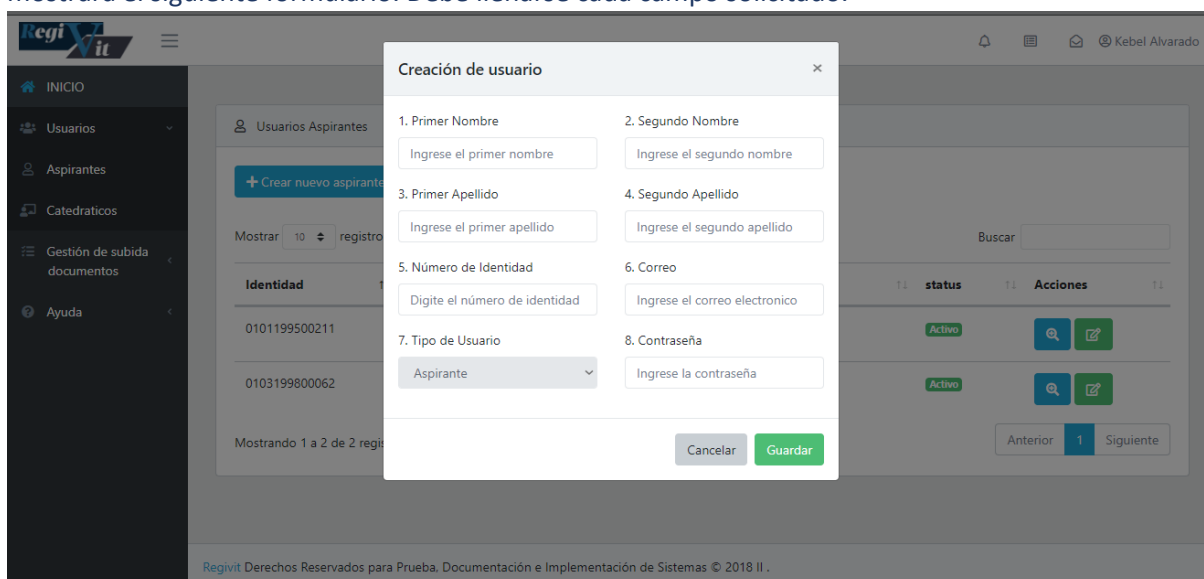 mostrará el siguiente formulario. Debe llenarse cada campo solicitado.
Regi Vit
Kebel Alvarado
INICIO
Usuarios
Aspirantes
Catedraticos
Gestión de subida
documentos
Ayuda
Usuarios Aspirantes
+ Crear nuevo aspirante
Mostrar 10 registro
Buscar
Identidad status Acciones
0101199500211 Activo
0103199800062 Activo
Mostrando 1 a 2 de 2 regis
Anterior 1 Siguiente
Creación de usuario ×
1. Primer Nombre 2. Segundo Nombre
Ingrese el primer nombre Ingrese el segundo nombre
3. Primer Apellido 4. Segundo Apellido
Ingrese el primer apellido Ingrese el segundo apellido
5. Número de Identidad 6. Correo
Digite el número de identidad Ingrese el correo electronico
7. Tipo de Usuario 8. Contraseña
Aspirante Ingrese la contraseña
Cancelar Guardar
Regivit Derechos Reservados para Prueba, Documentación e Implementación de Sistemas © 2018 II .